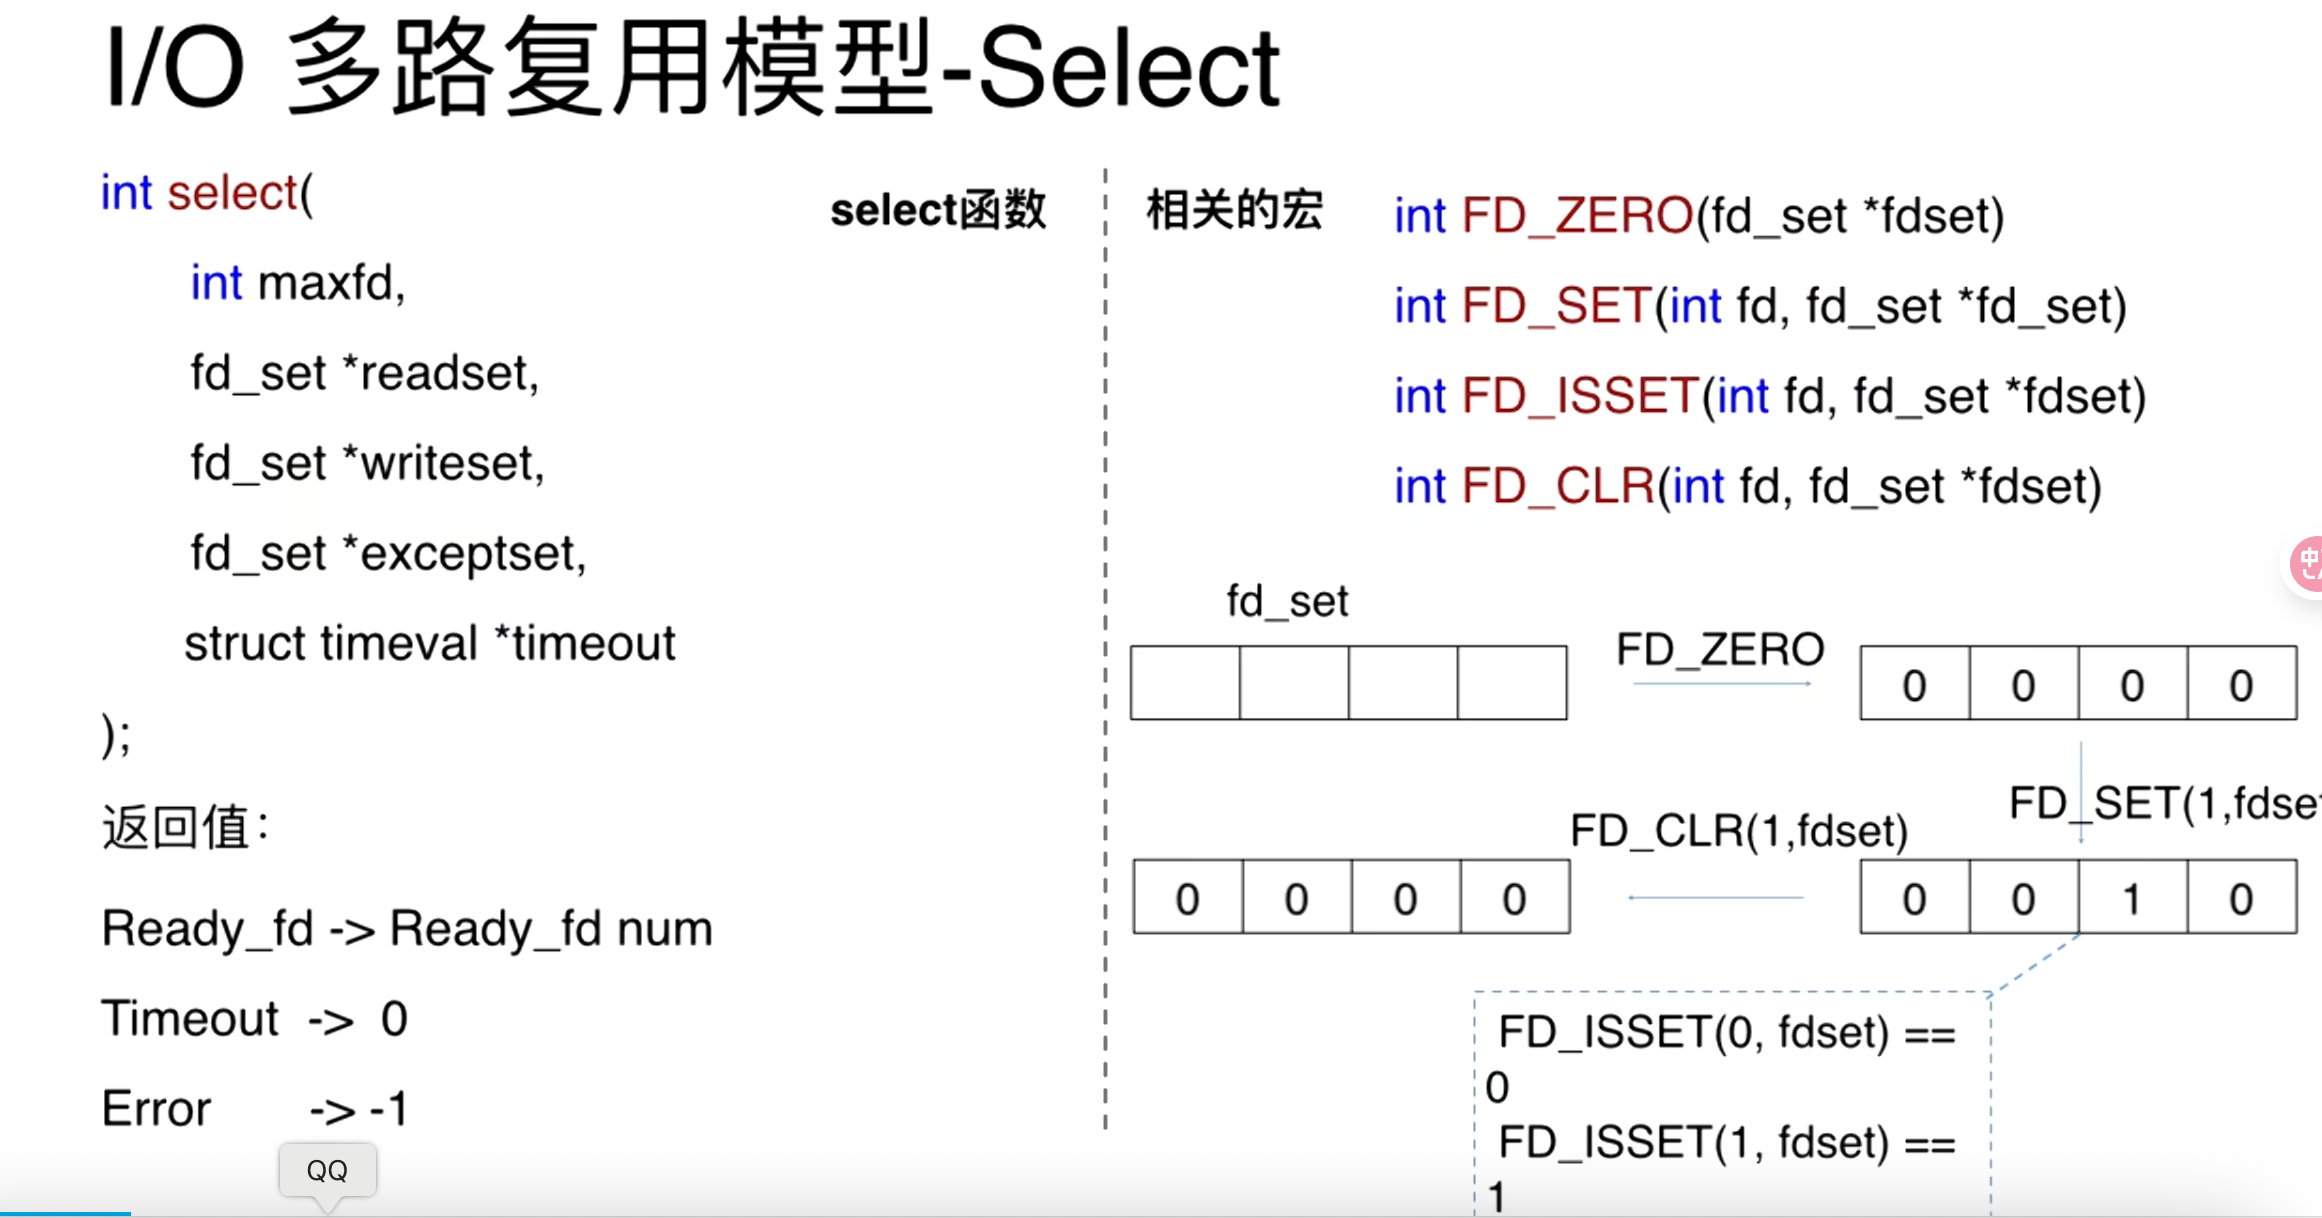 I/O 多路复用模型-Select
int select(
int maxfd,
fd_set *readset,
fd_set *writeset,
fd_set *exceptset,
struct timeval *timeout
);
返回值：
Ready_fd -> Ready_fd num
Timeout -> 0
Error -> -1
select函数
相关的宏
int FD_ZERO(fd_set *fdset)
int FD_SET(int fd, fd_set *fd_set)
int FD_ISSET(int fd, fd_set *fdset)
int FD_CLR(int fd, fd_set *fdset)
fd_set
FD_ZERO
0 0 0 0
FD_SET(1,fdse
FD_CLR(1,fdset)
0 0 0 0
0 0 1 0
FD_ISSET(0, fdset) ==
0
FD_ISSET(1, fdset) ==
1
QQ
中